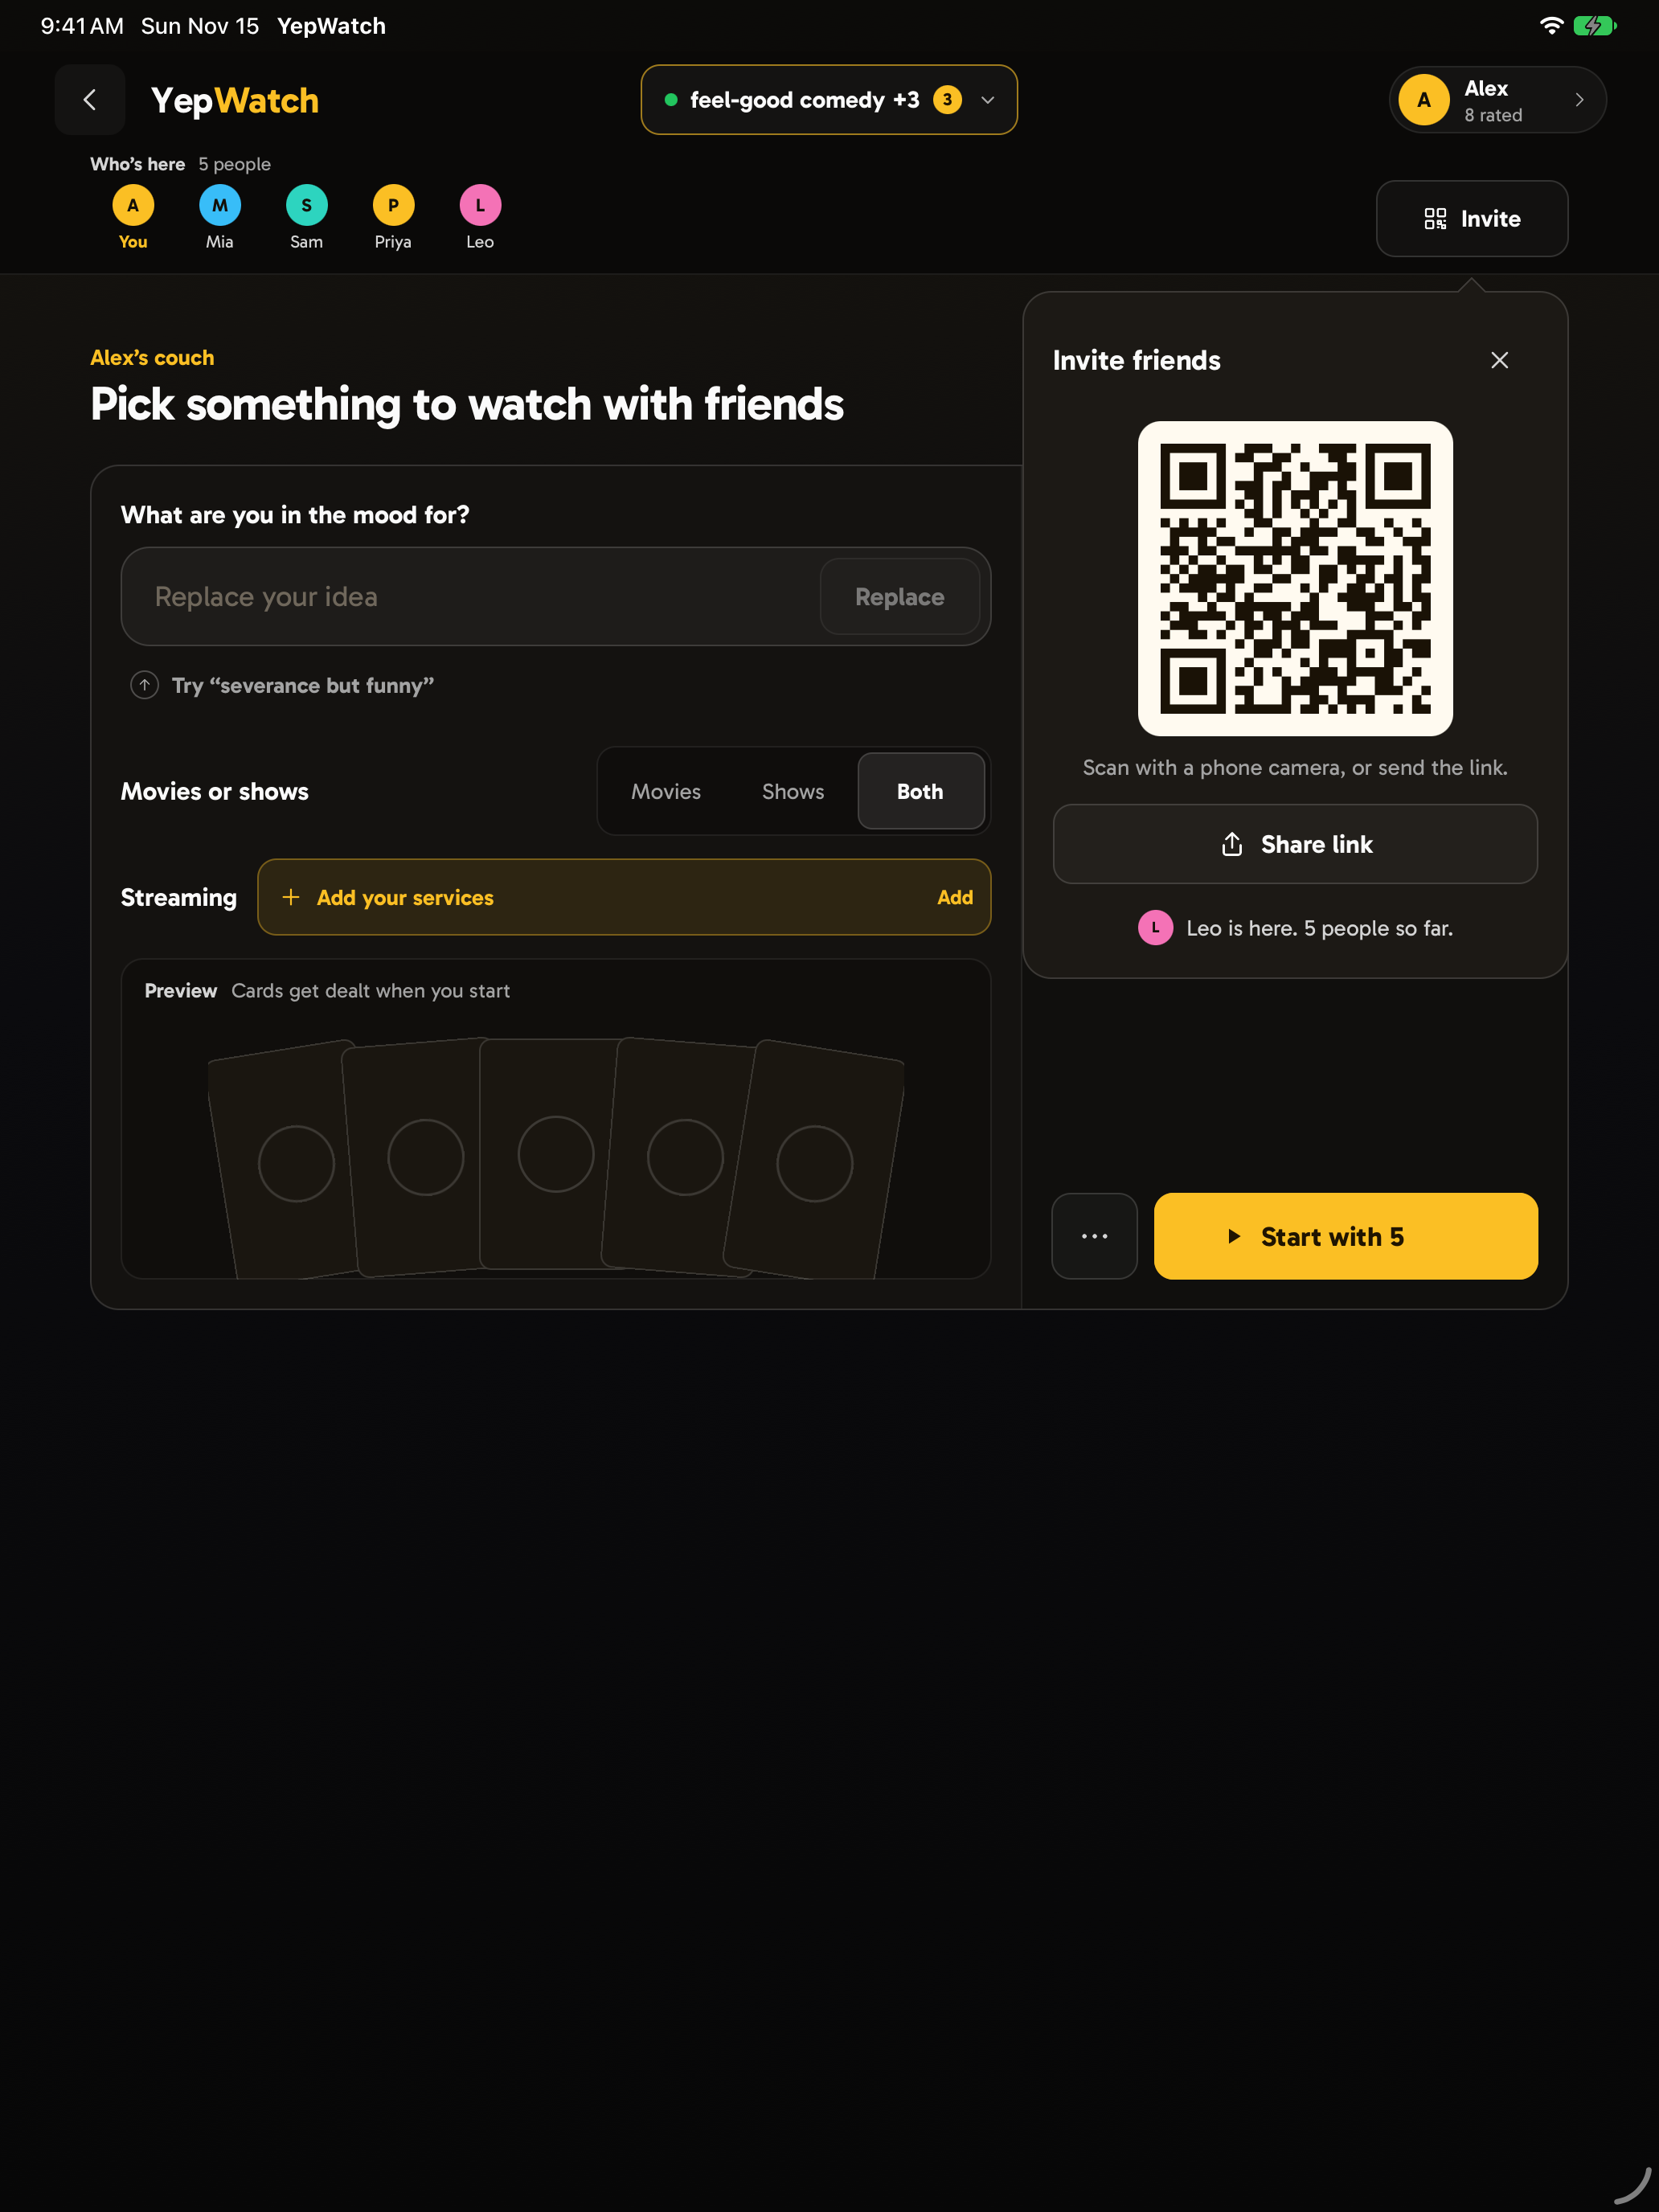 9:41 AM Sun Nov 15 YepWatch
YepWatch
feel-good comedy +3 3
A Alex
8 rated
Who's here 5 people
A M S P L
You Mia Sam Priya Leo
Invite
Alex's couch
Pick something to watch with friends
What are you in the mood for?
Replace your idea Replace
Try “severance but funny”
Movies or shows Movies Shows Both
Streaming + Add your services Add
Preview Cards get dealt when you start
Invite friends
Scan with a phone camera, or send the link.
Share link
L Leo is here. 5 people so far.
... Start with 5